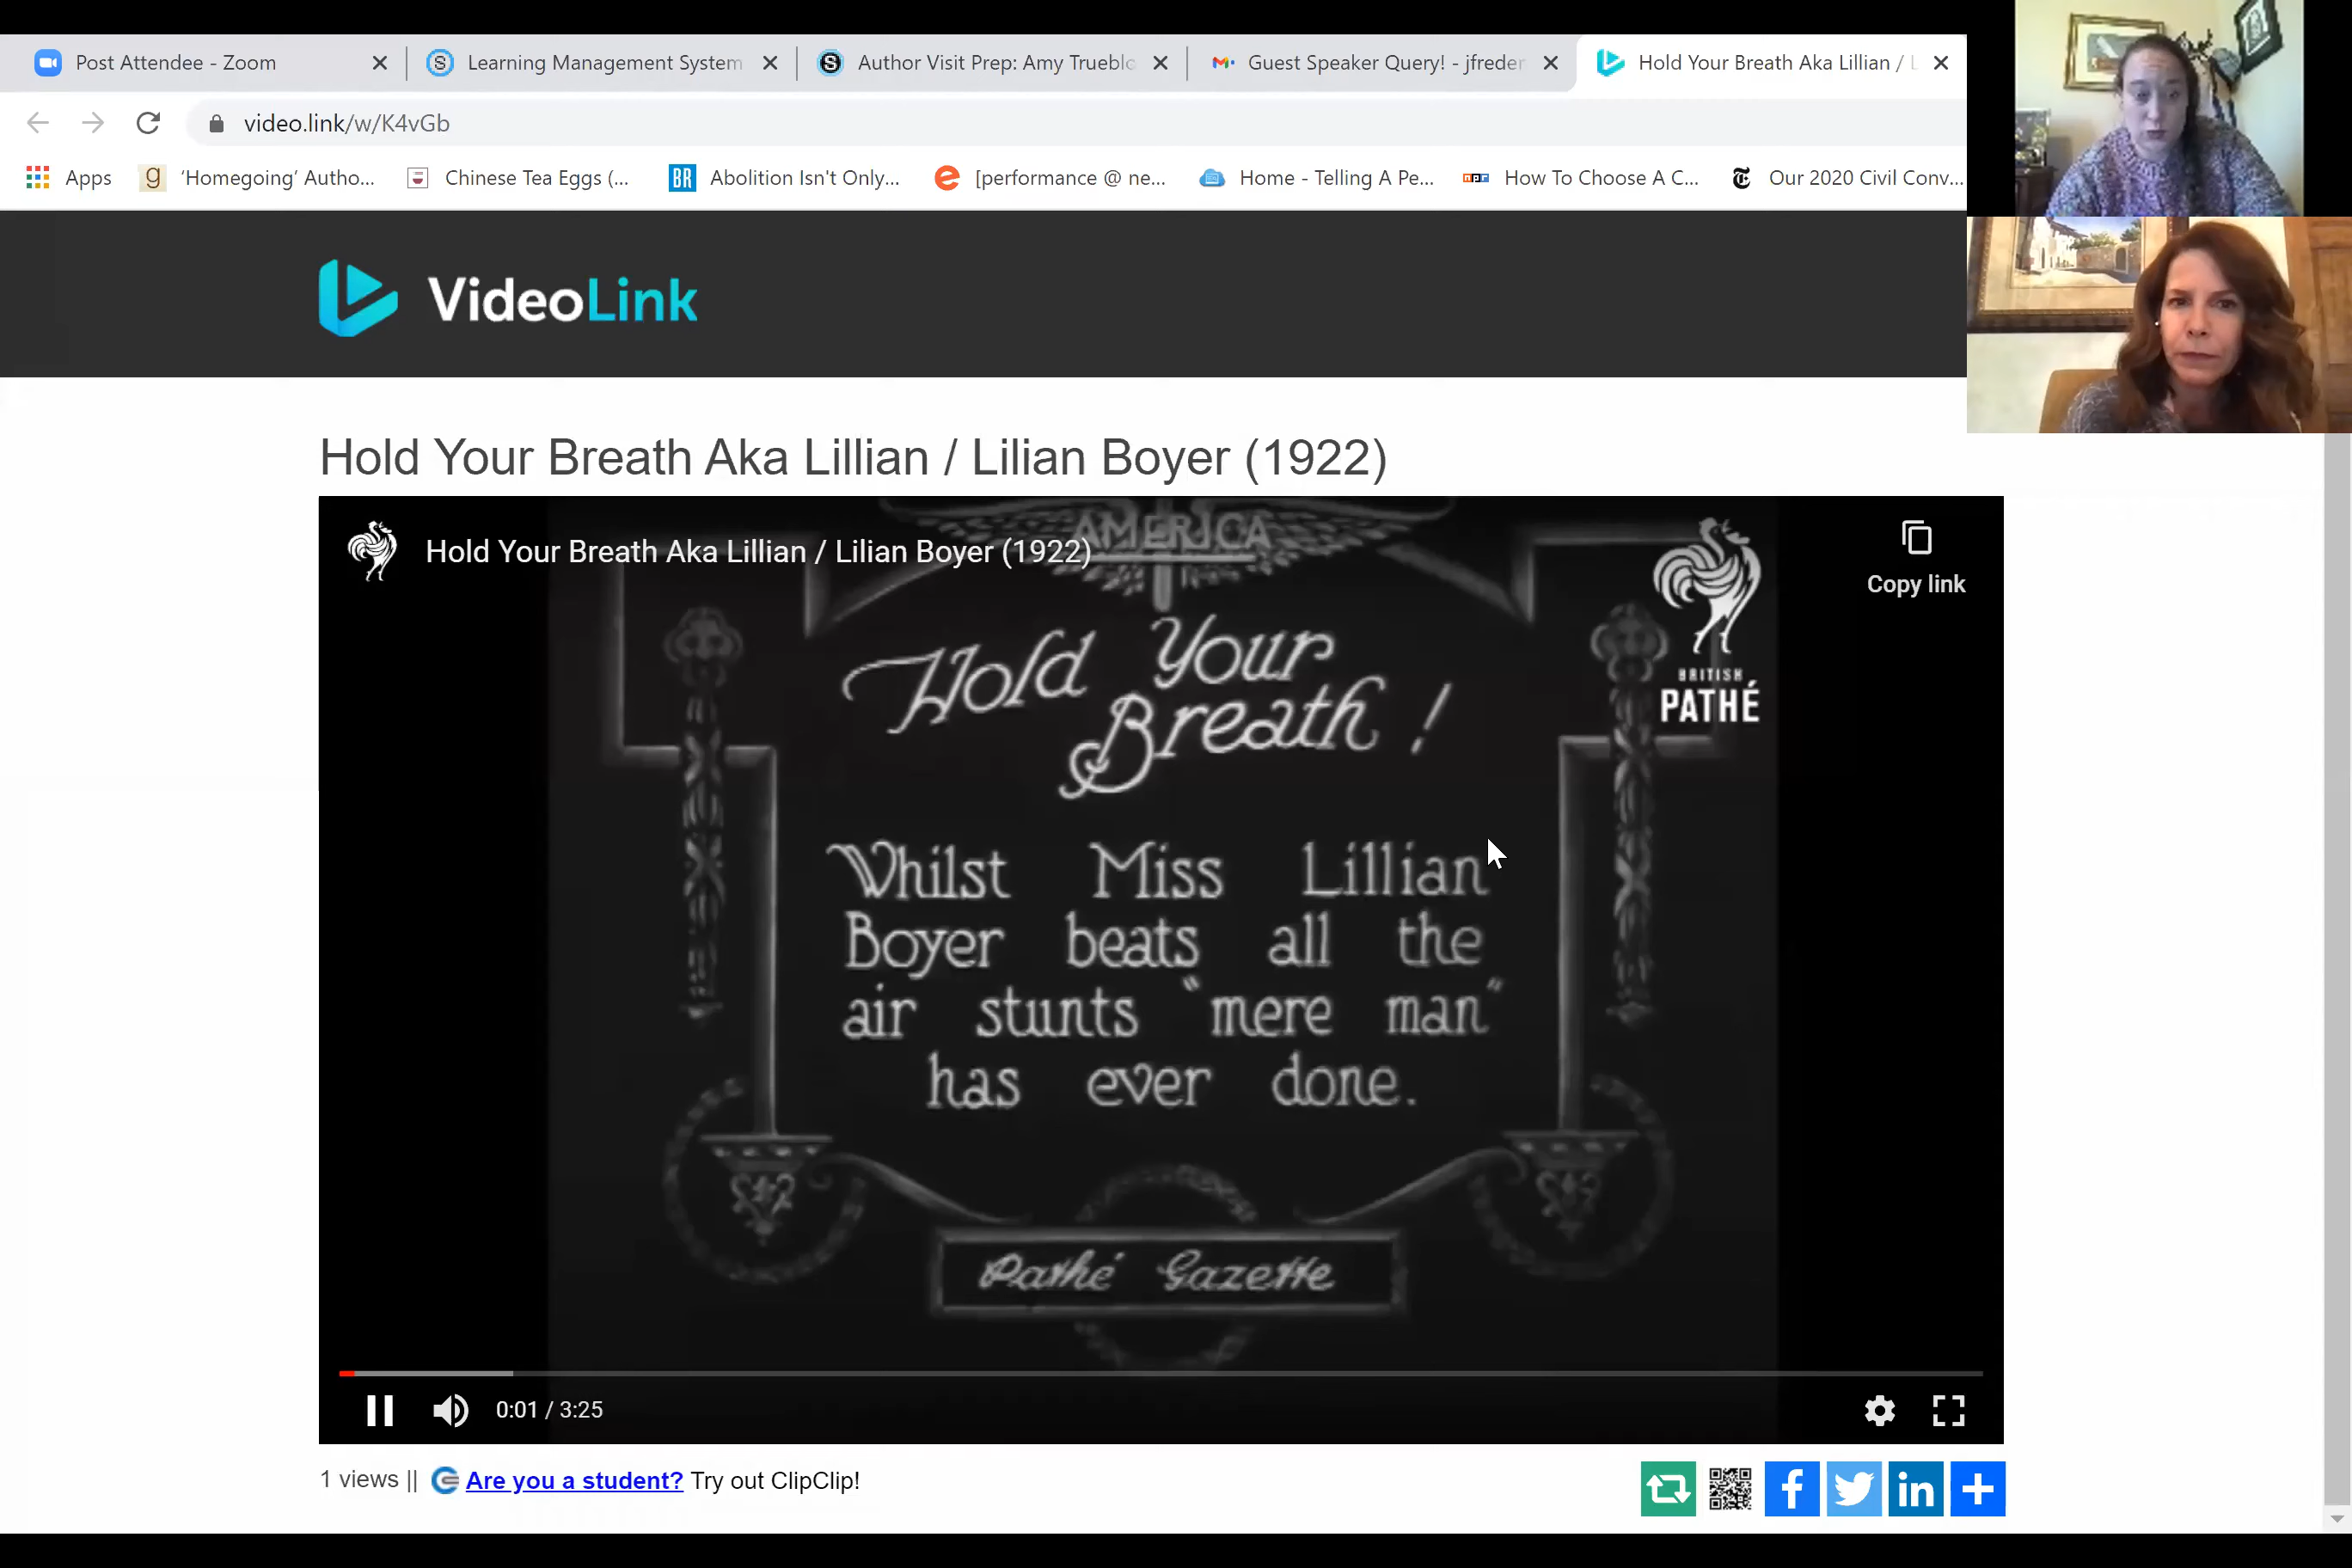 Post Attendee - Zoom
Learning Management System
Author Visit Prep: Amy Trueblo
Guest Speaker Query! - jfreder
Hold Your Breath Aka Lillian / L
video.link/w/K4vGb
Apps
'Homegoing' Autho...
Chinese Tea Eggs (...
BR Abolition Isn't Only...
[performance @ ne...
Home - Telling A Pe...
npr How To Choose A C...
Our 2020 Civil Conv...
VideoLink
Hold Your Breath Aka Lillian / Lilian Boyer (1922)
Hold Your Breath Aka Lillian / Lilian Boyer (1922)
Copy link
AMERICA
BRITISH
PATHÉ
Hold Your
Breath!
Whilst Miss Lillian
Boyer beats all the
air stunts "mere man"
has ever done.
Pathé Gazette
0:01 / 3:25
1 views || Are you a student? Try out ClipClip!